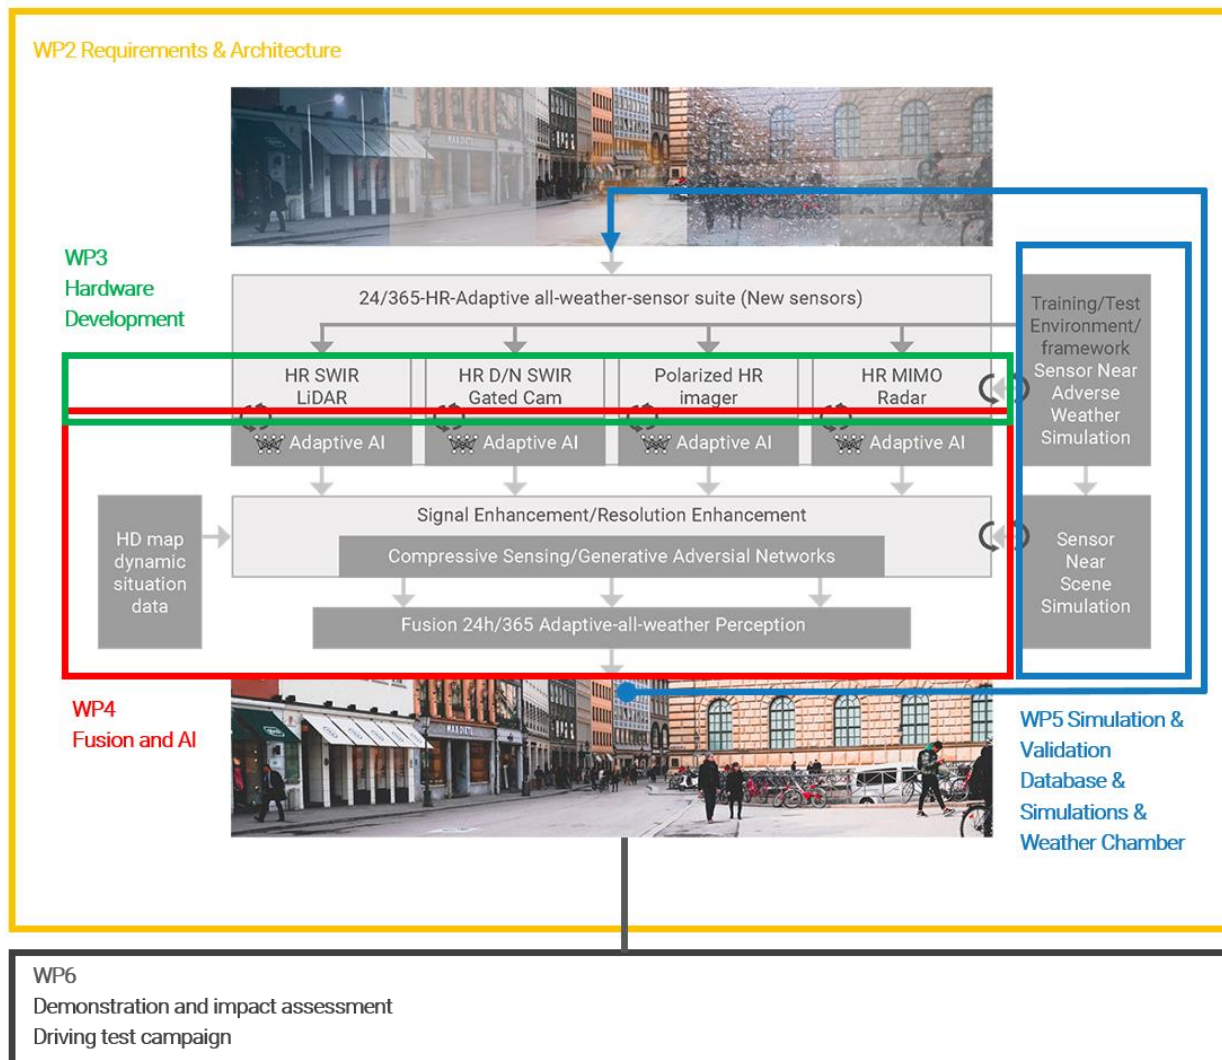 WP2 Requirements & Architecture
MAX DIETL
WP3
Hardware
Development
24/365-HR-Adaptive all-weather-sensor suite (New sensors)
HR SWIR
LiDAR
HR D/N SWIR
Gated Cam
Polarized HR
imager
HR MIMO
Radar
Adaptive AI
Adaptive AI
Adaptive AI
Adaptive AI
Training/Test
Environment/
framework
Sensor Near
Adverse
Weather
Simulation
HD map
dynamic
situation
data
Signal Enhancement/Resolution Enhancement
Compressive Sensing/Generative Adversial Networks
Fusion 24h/365 Adaptive-all-weather Perception
Sensor
Near
Scene
Simulation
WP4
Fusion and AI
MAX DIETL
WP5 Simulation &
Validation
Database &
Simulations &
Weather Chamber
WP6
Demonstration and impact assessment
Driving test campaign